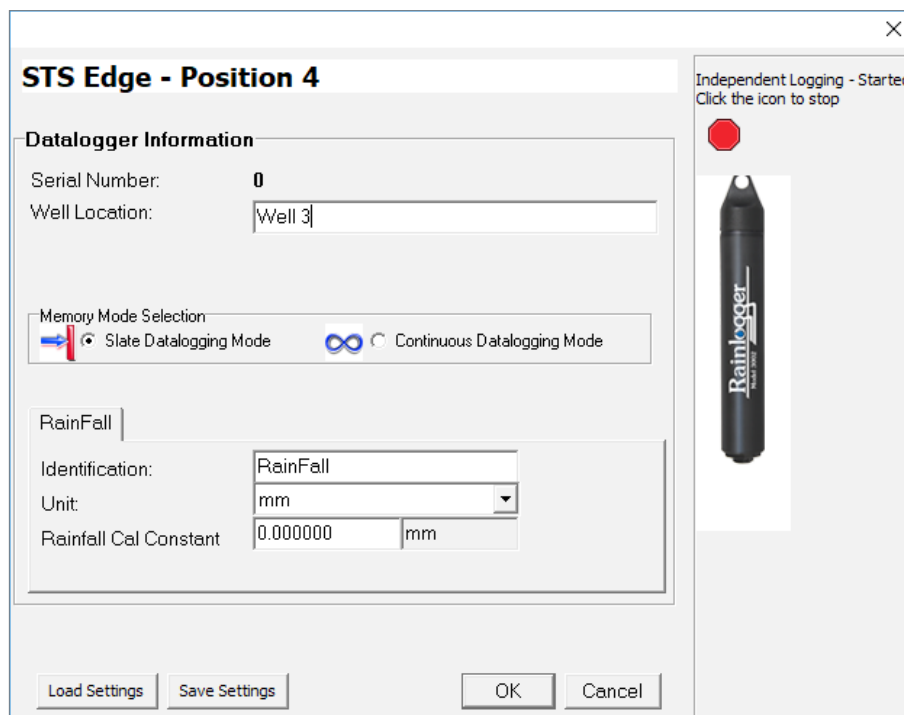 STS Edge - Position 4
Independent Logging - Started
Click the icon to stop
Datalogger Information
Serial Number: 0
Well Location: Well 3
Memory Mode Selection
Slate Datalogging Mode Continuous Datalogging Mode
RainFall
Identification: RainFall
Unit: mm
Rainfall Cal Constant 0.000000 mm
Rainlogger
Model 3002
Load Settings Save Settings OK Cancel